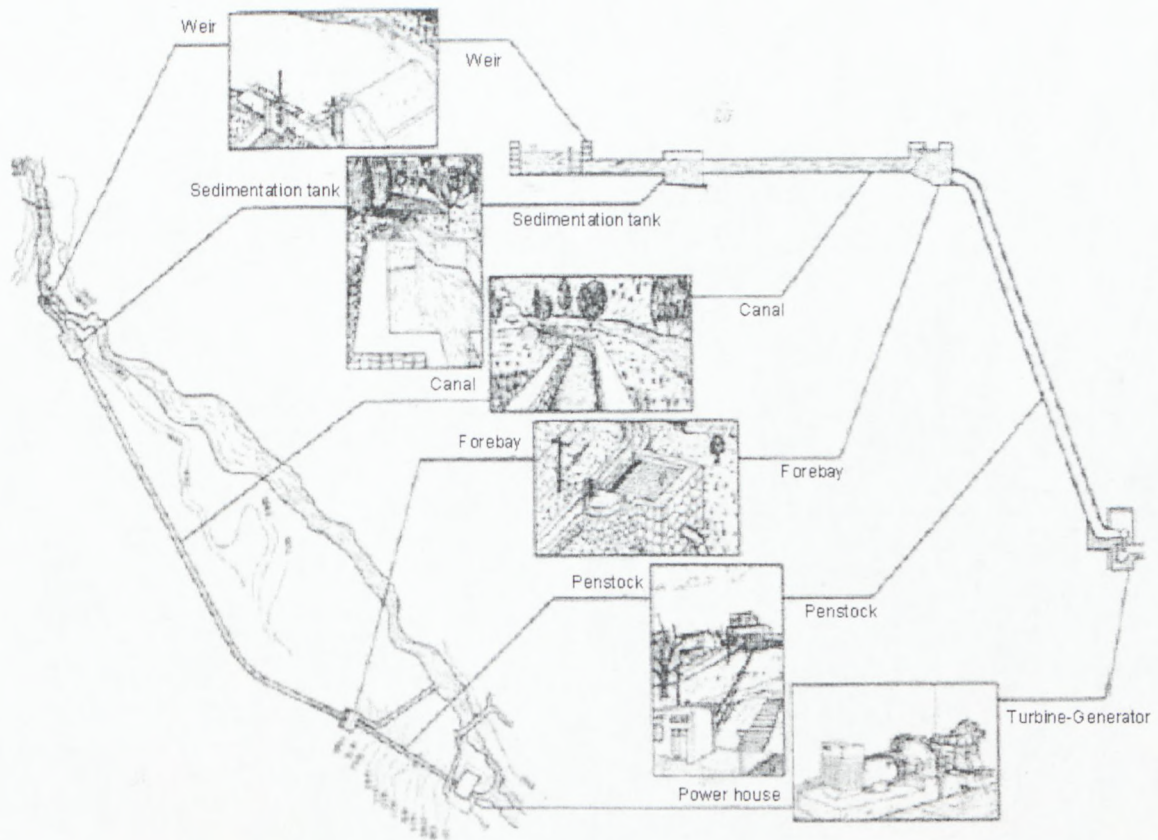 Weir
Weir
Sedimentation tank
Sedimentation tank
Canal
Canal
Forebay
Forebay
Penstock
Penstock
Turbine-Generator
Power house